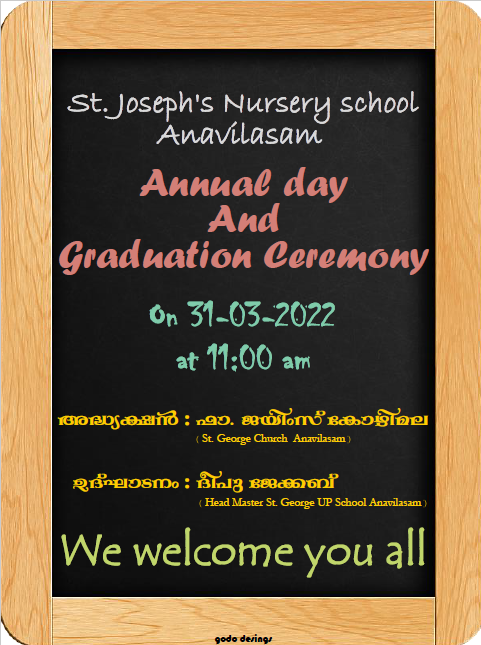 St. Joseph's Nursery school
Anavilasam
Annual day
And
Graduation Ceremony
On 31-03-2022
at 11:00 am
അദ്ധ്യക്ഷൻ : ഫാ. ജയിംസ് കോഴിമല
( St. George Church Anavilasam )
ഉദ്ഘാടനം : ദീപു ജേക്കബ്
( Head Master St. George UP School Anavilasam )
We welcome you all
goda desings